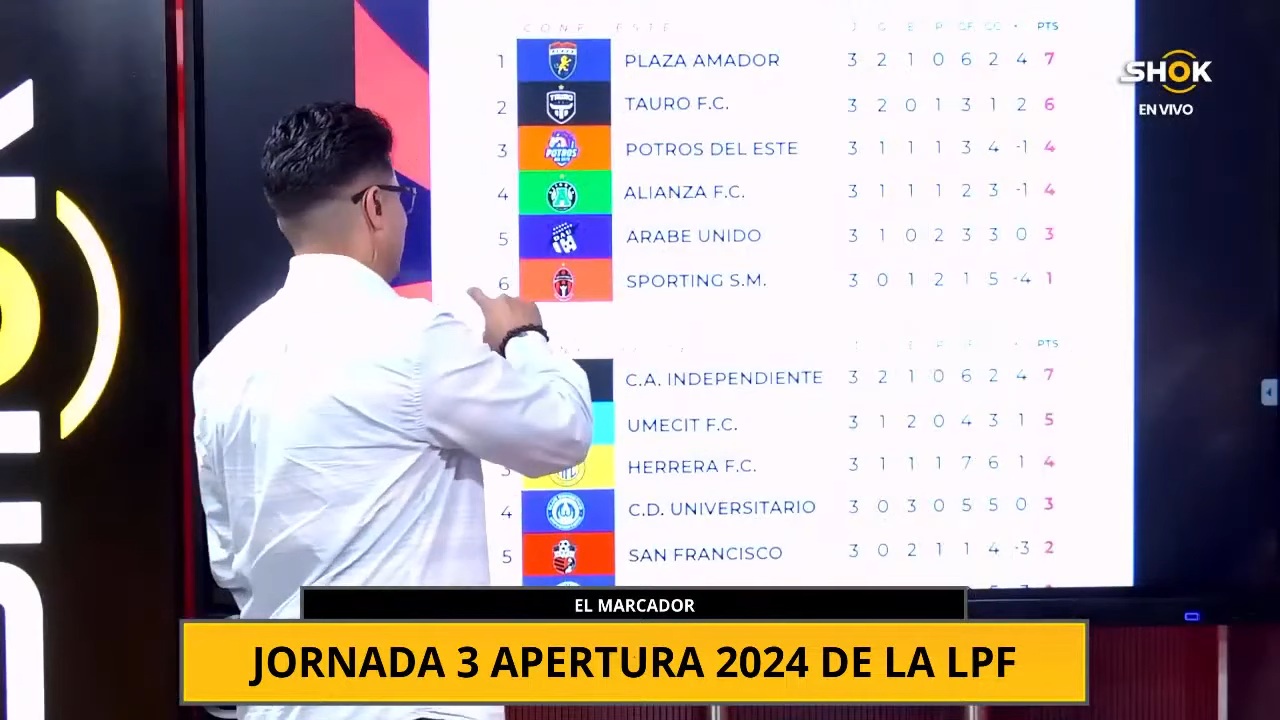 CONF ESTE
J G E P GF GC +- PTS
1 PLAZA AMADOR 3 2 1 0 6 2 4 7
2 TAURO F.C. 3 2 0 1 3 1 2 6
3 POTROS DEL ESTE 3 1 1 1 3 4 -1 4
4 ALIANZA F.C. 3 1 1 1 2 3 -1 4
5 ARABE UNIDO 3 1 0 2 3 3 0 3
6 SPORTING S.M. 3 0 1 2 1 5 -4 1
PTS
C.A. INDEPENDIENTE 3 2 1 0 6 2 4 7
UMECIT F.C. 3 1 2 0 4 3 1 5
3 HERRERA F.C. 3 1 1 1 7 6 1 4
4 C.D. UNIVERSITARIO 3 0 3 0 5 5 0 3
5 SAN FRANCISCO 3 0 2 1 1 4 -3 2
SHOK
EN VIVO
EL MARCADOR
JORNADA 3 APERTURA 2024 DE LA LPF